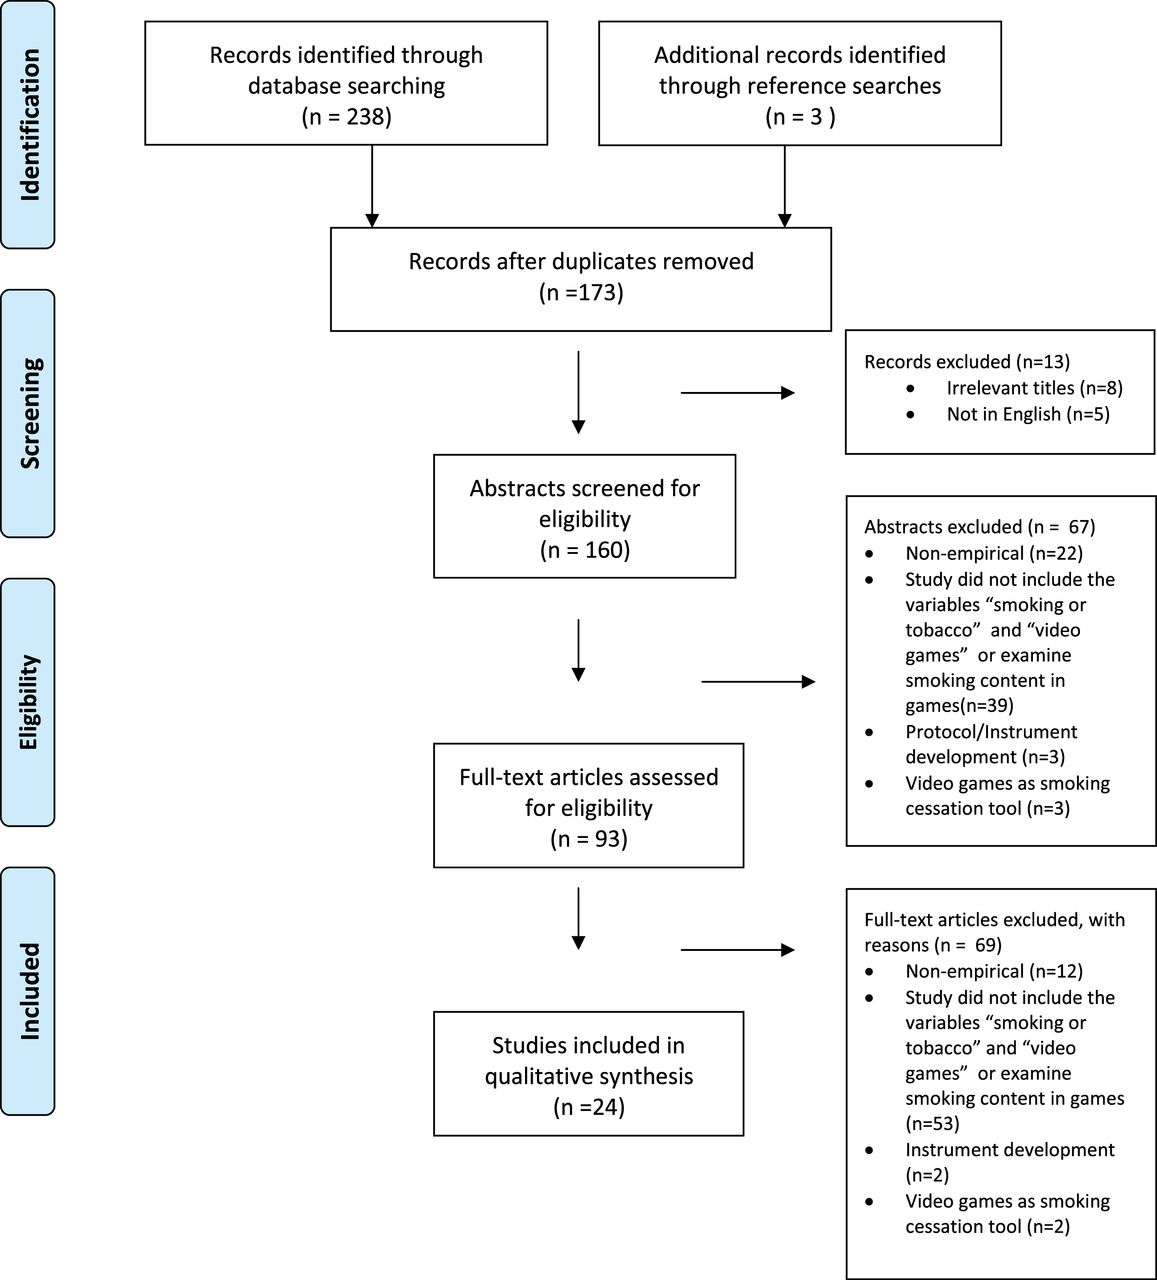 Identification
Records identified through
database searching
(n = 238)
Additional records identified
through reference searches
(n = 3 )
Records after duplicates removed
(n =173)
Screening
Records excluded (n=13)
• Irrelevant titles (n=8)
• Not in English (n=5)
Abstracts screened for
eligibility
(n = 160)
Abstracts excluded (n =  67)
• Non-empirical (n=22)
• Study did not include the
variables “smoking or
tobacco”  and “video
games”  or examine
smoking content in
games(n=39)
• Protocol/Instrument
development (n=3)
• Video games as smoking
cessation tool (n=3)
Eligibility
Full-text articles assessed
for eligibility
(n = 93)
Full-text articles excluded, with
reasons (n =  69)
• Non-empirical (n=12)
• Study did not include the
variables “smoking or
tobacco” and “video
games”  or examine
smoking content in games
(n=53)
• Instrument development
(n=2)
• Video games as smoking
cessation tool (n=2)
Included
Studies included in
qualitative synthesis
(n =24)